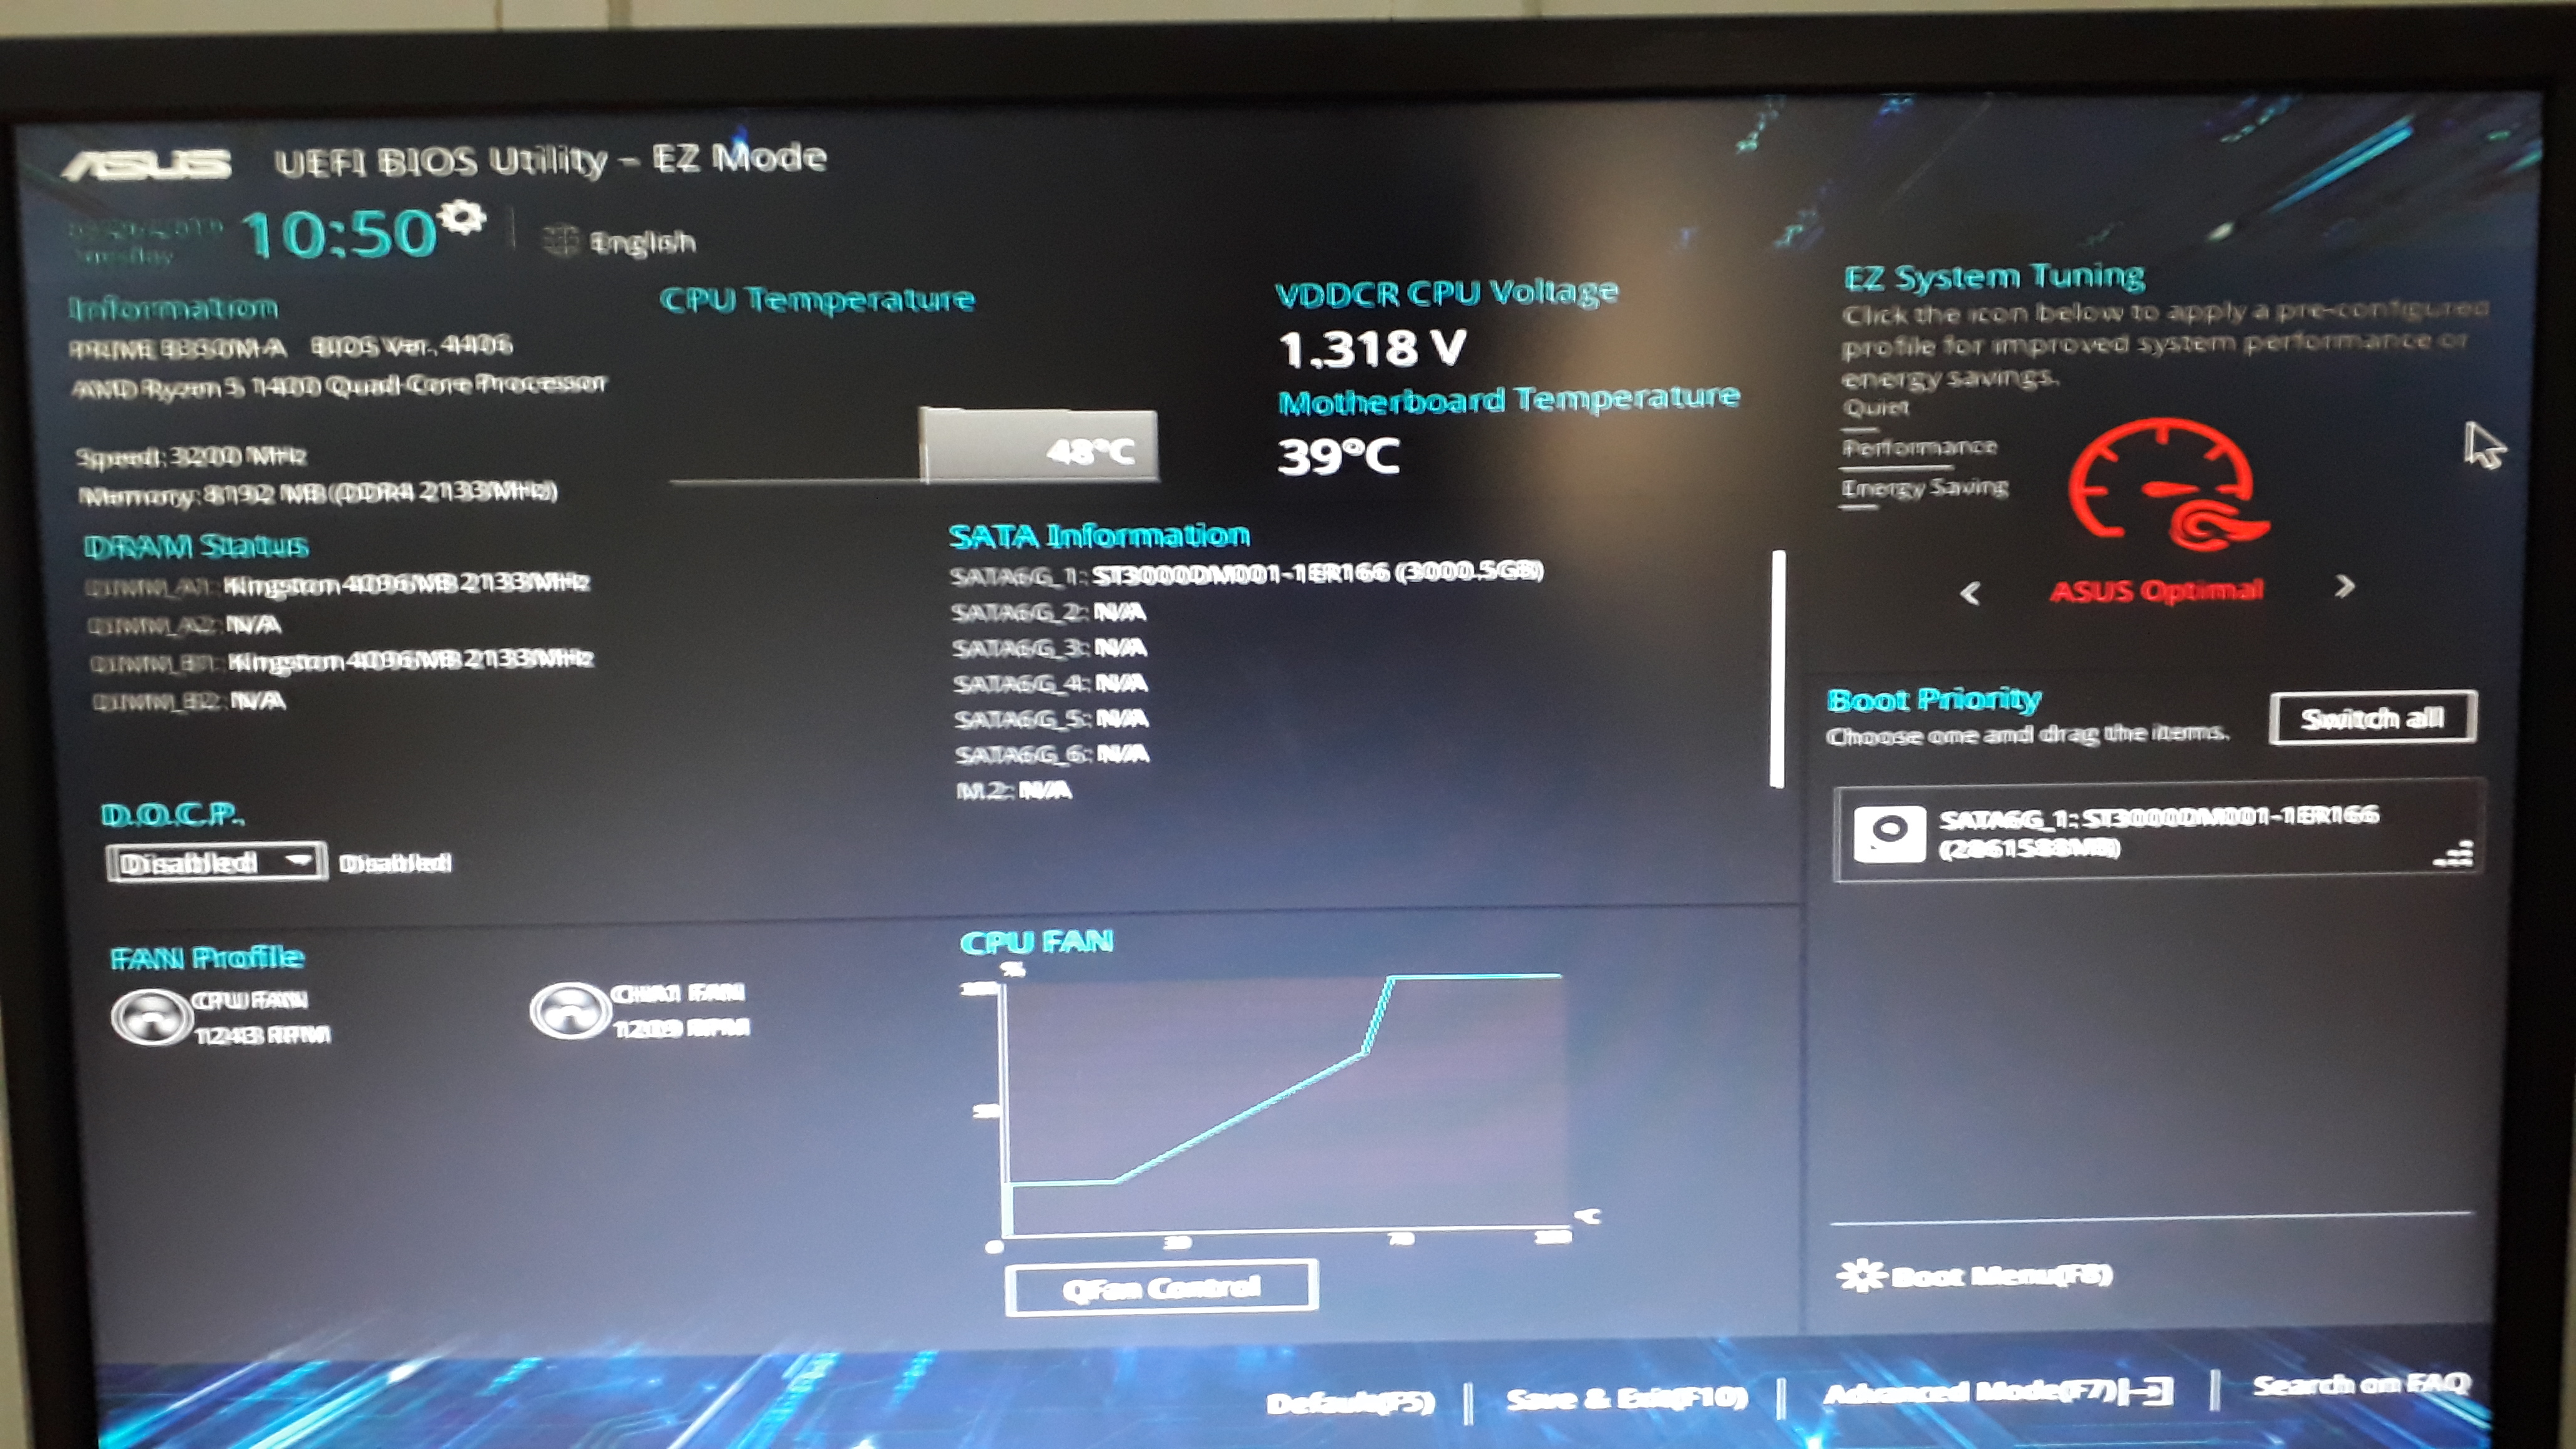 ASUS UEFI BIOS Utility – EZ Mode
10:50 English
Information
PRIME B350M-A BIOS Ver. 4406
AMD Ryzen 5 1400 Quad-Core Processor
Speed: 3200 MHz
Memory: 8192 MB (DDR4 2133MHz)
DRAM Status
DIMM_A1: Kingston 4096MB 2133MHz
DIMM_A2: N/A
DIMM_B1: Kingston 4096MB 2133MHz
DIMM_B2: N/A
D.O.C.P.
Disabled Disabled
FAN Profile
CPU FAN
1243 RPM
CHA1 FAN
RPM
CPU Temperature
48°C
VDDCR CPU Voltage
1.318 V
Motherboard Temperature
39°C
SATA Information
SATA6G_1: ST3000DM001-1ER166 (3000.5GB)
SATA6G_2: N/A
SATA6G_3: N/A
SATA6G_4: N/A
SATA6G_5: N/A
SATA6G_6: N/A
M.2: N/A
CPU FAN
%
100
50
0 30 70 100
°C
QFan Control
EZ System Tuning
Click the icon below to apply a pre-configured
profile for improved system performance or
energy savings.
Quiet
Performance
Energy Saving
ASUS Optimal
Boot Priority
Choose one and drag the items.
Switch all
SATA6G_1: ST3000DM001-1ER166
(2861588MB)
Boot Menu(F8)
Default(F5) Save & Exit(F10) Advanced Mode(F7) Search on FAQ